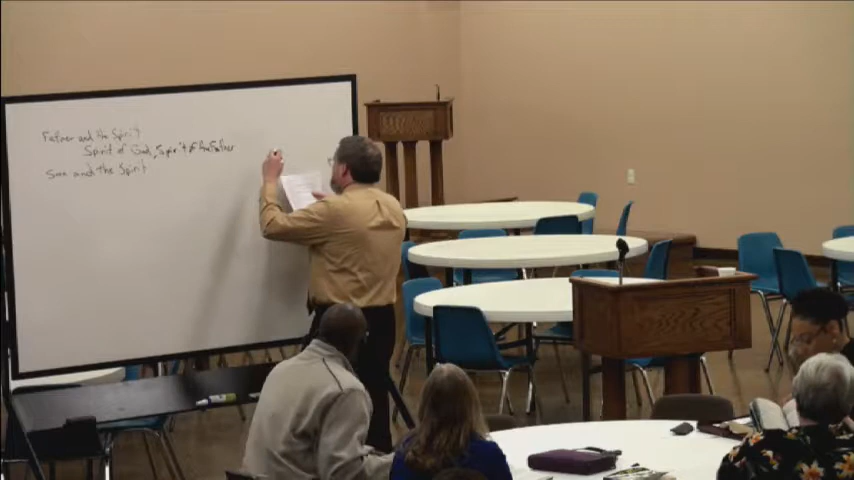 Father and the Spirit
Spirit of God, Spirit of the Father
Son and the Spirit